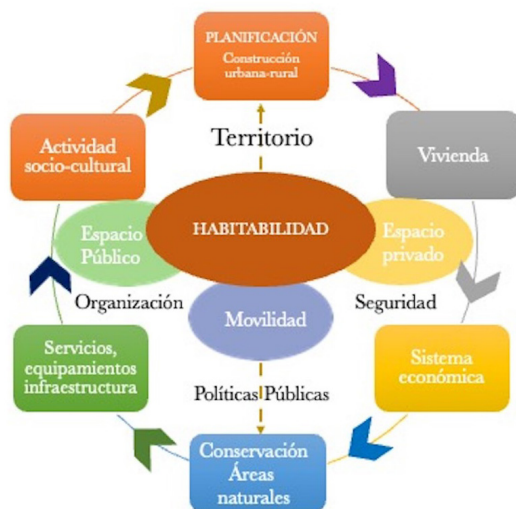 PLANIFICACIÓN
Construcción
urbana-rural
Actividad
socio-cultural
Territorio
Vivienda
HABITABILIDAD
Espacio
Público
Espacio
privado
Organización
Movilidad
Seguridad
Servicios,
equipamientos
infraestructura
Sistema
económica
Políticas Públicas
Conservación
Áreas
naturales